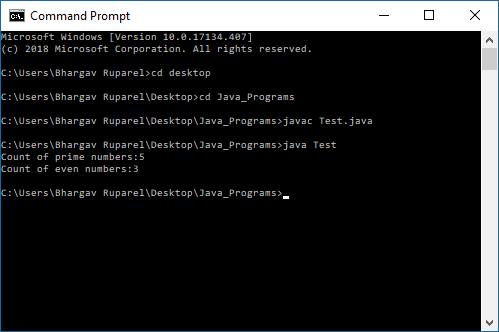 Command Prompt
Microsoft Windows [Version 10.0.17134.407]
(c) 2018 Microsoft Corporation. All rights reserved.
C:\Users\Bhargav Ruparel>cd desktop
C:\Users\Bhargav Ruparel\Desktop>cd Java_Programs
C:\Users\Bhargav Ruparel\Desktop\Java_Programs>javac Test.java
C:\Users\Bhargav Ruparel\Desktop\Java_Programs>java Test
Count of prime numbers:5
Count of even numbers:3
C:\Users\Bhargav Ruparel\Desktop\Java_Programs>